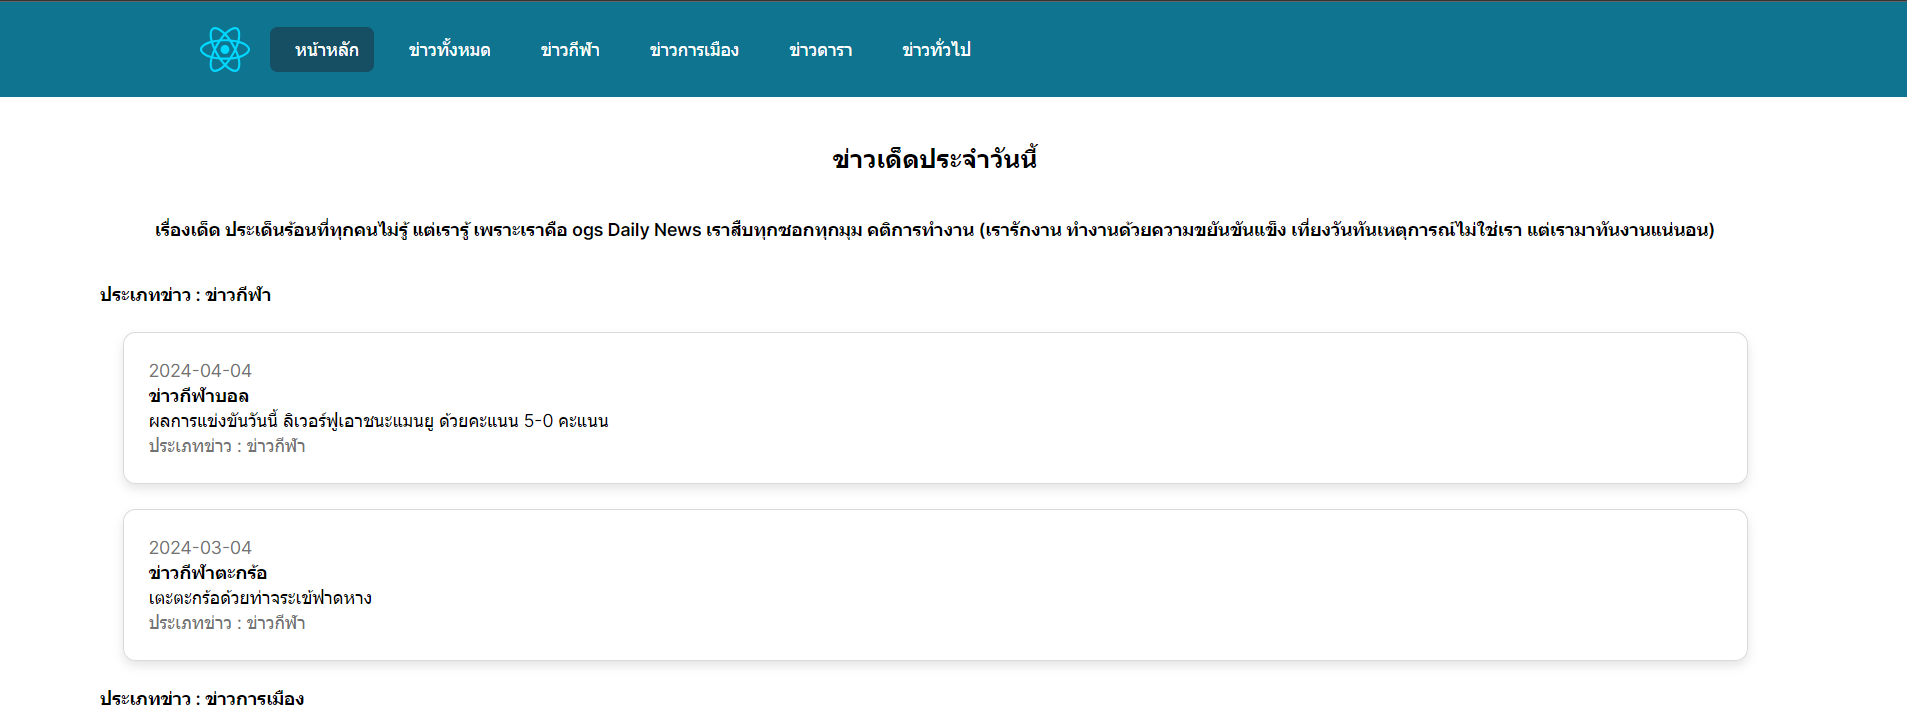 หน้าหลัก ข่าวทั้งหมด ข่าวกีฬา ข่าวการเมือง ข่าวดารา ข่าวทั่วไป
ข่าวเด็ดประจำวันนี้
เรื่องเด็ด ประเด็นร้อนที่ทุกคนไม่รู้ แต่เรารู้ เพราะเราคือ ogs Daily News เราสืบทุกซอกทุกมุม คติการทำงาน (เรารักงาน ทำงานด้วยความขยันขันแข็ง เที่ยงวันทันเหตุการณ์ไม่ใช่เรา แต่เรามาทันงานแน่นอน)
ประเภทข่าว : ข่าวกีฬา
2024-04-04
ข่าวกีฬาบอล
ผลการแข่งขันวันนี้ ลิเวอร์ฟูเอาชนะแมนยู ด้วยคะแนน 5-0 คะแนน
ประเภทข่าว : ข่าวกีฬา
2024-03-04
ข่าวกีฬาตะกร้อ
เตะตะกร้อด้วยท่าจระเข้ฟาดหาง
ประเภทข่าว : ข่าวกีฬา
ประเภทข่าว : ข่าวการเมือง